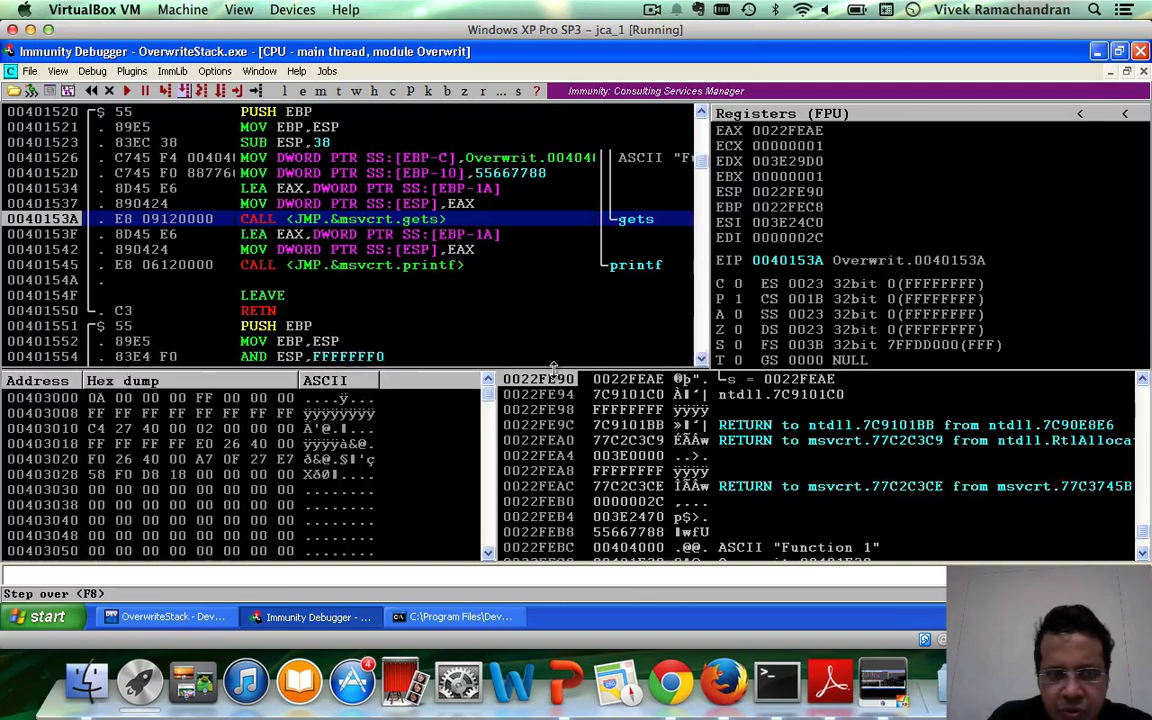 VirtualBox VM Machine View Devices Help Vivek Ramachandran
Windows XP Pro SP3 - jca_1 [Running]
Immunity Debugger - OverwriteStack.exe - [CPU - main thread, module Overwrit]
File View Debug Plugins ImmLib Options Window Help Jobs
l e m t w h c p k b z r ... s ? Immunity: Consulting Services Manager
00401520 $ 55 PUSH EBP
00401521 . 89E5 MOV EBP,ESP
00401523 . 83EC 38 SUB ESP,38
00401526 . C745 F4 004040 MOV DWORD PTR SS:[EBP-C],Overwrit.004040 ASCII "Fu
0040152D . C745 F0 887766 MOV DWORD PTR SS:[EBP-10],55667788
00401534 . 8D45 E6 LEA EAX,DWORD PTR SS:[EBP-1A]
00401537 . 890424 MOV DWORD PTR SS:[ESP],EAX
0040153A . E8 09120000 CALL <JMP.&msvcrt.gets> gets
0040153F . 8D45 E6 LEA EAX,DWORD PTR SS:[EBP-1A]
00401542 . 890424 MOV DWORD PTR SS:[ESP],EAX
00401545 . E8 06120000 CALL <JMP.&msvcrt.printf> printf
0040154A .
0040154F . LEAVE
00401550 . C3 RETN
00401551 $ 55 PUSH EBP
00401552 . 89E5 MOV EBP,ESP
00401554 . 83E4 F0 AND ESP,FFFFFFF0
Registers (FPU) < <
EAX 0022FEAE
ECX 00000001
EDX 003E29D0
EBX 00000001
ESP 0022FE90
EBP 0022FEC8
ESI 003E24C0
EDI 0000002C
EIP 0040153A Overwrit.0040153A
C 0 ES 0023 32bit 0(FFFFFFFF)
P 1 CS 001B 32bit 0(FFFFFFFF)
A 0 SS 0023 32bit 0(FFFFFFFF)
Z 0 DS 0023 32bit 0(FFFFFFFF)
S 0 FS 003B 32bit 7FFDD000(FFF)
T 0 GS 0000 NULL
Address Hex dump ASCII
00403000 0A 00 00 00 FF 00 00 00 ....ÿ...
00403008 FF FF FF FF FF FF FF FF ÿÿÿÿÿÿÿÿ
00403010 C4 27 40 00 02 00 00 00
00403018 FF FF FF FF E0 26 40 00 ÿÿÿÿà&@.
00403020 F0 26 40 00 A7 0F 27 E7
00403028 58 F0 D8 18 00 00 00 00
00403030 00 00 00 00 00 00 00 00 ........
00403038 00 00 00 00 00 00 00 00 ........
00403040 00 00 00 00 00 00 00 00 ........
00403048 00 00 00 00 00 00 00 00 ........
00403050 00 00 00 00 00 00 00 00 ........
0022FE90 0022FEAE ®þ". s = 0022FEAE
0022FE94 7C9101C0 ntdll.7C9101C0
0022FE98 FFFFFFFF ÿÿÿÿ
0022FE9C 7C9101BB RETURN to ntdll.7C9101BB from ntdll.7C90E8E6
0022FEA0 77C2C3C9 ÉÃÂw RETURN to msvcrt.77C2C3C9 from ntdll.RtlAlloca
0022FEA4 003E0000 ..>.
0022FEA8 FFFFFFFF ÿÿÿÿ
0022FEAC 77C2C3CE ÎÃÂw RETURN to msvcrt.77C2C3CE from msvcrt.77C3745B
0022FEB0 0000002C ,...
0022FEB4 003E2470 p$>.
0022FEB8 55667788
0022FEBC 00404000 .@@. ASCII "Function 1"
Step over (F8)
start OverwriteStack - Dev... Immunity Debugger - ... C:\Program Files\Dev...
4